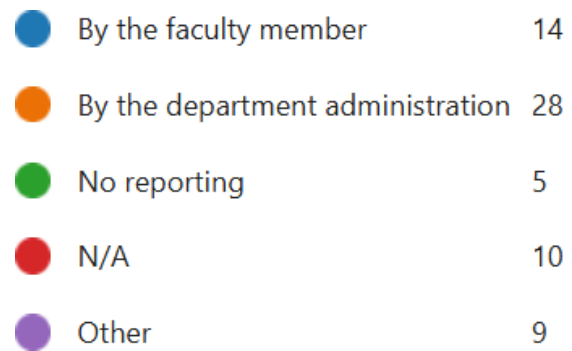 By the faculty member 14
By the department administration 28
No reporting 5
N/A 10
Other 9